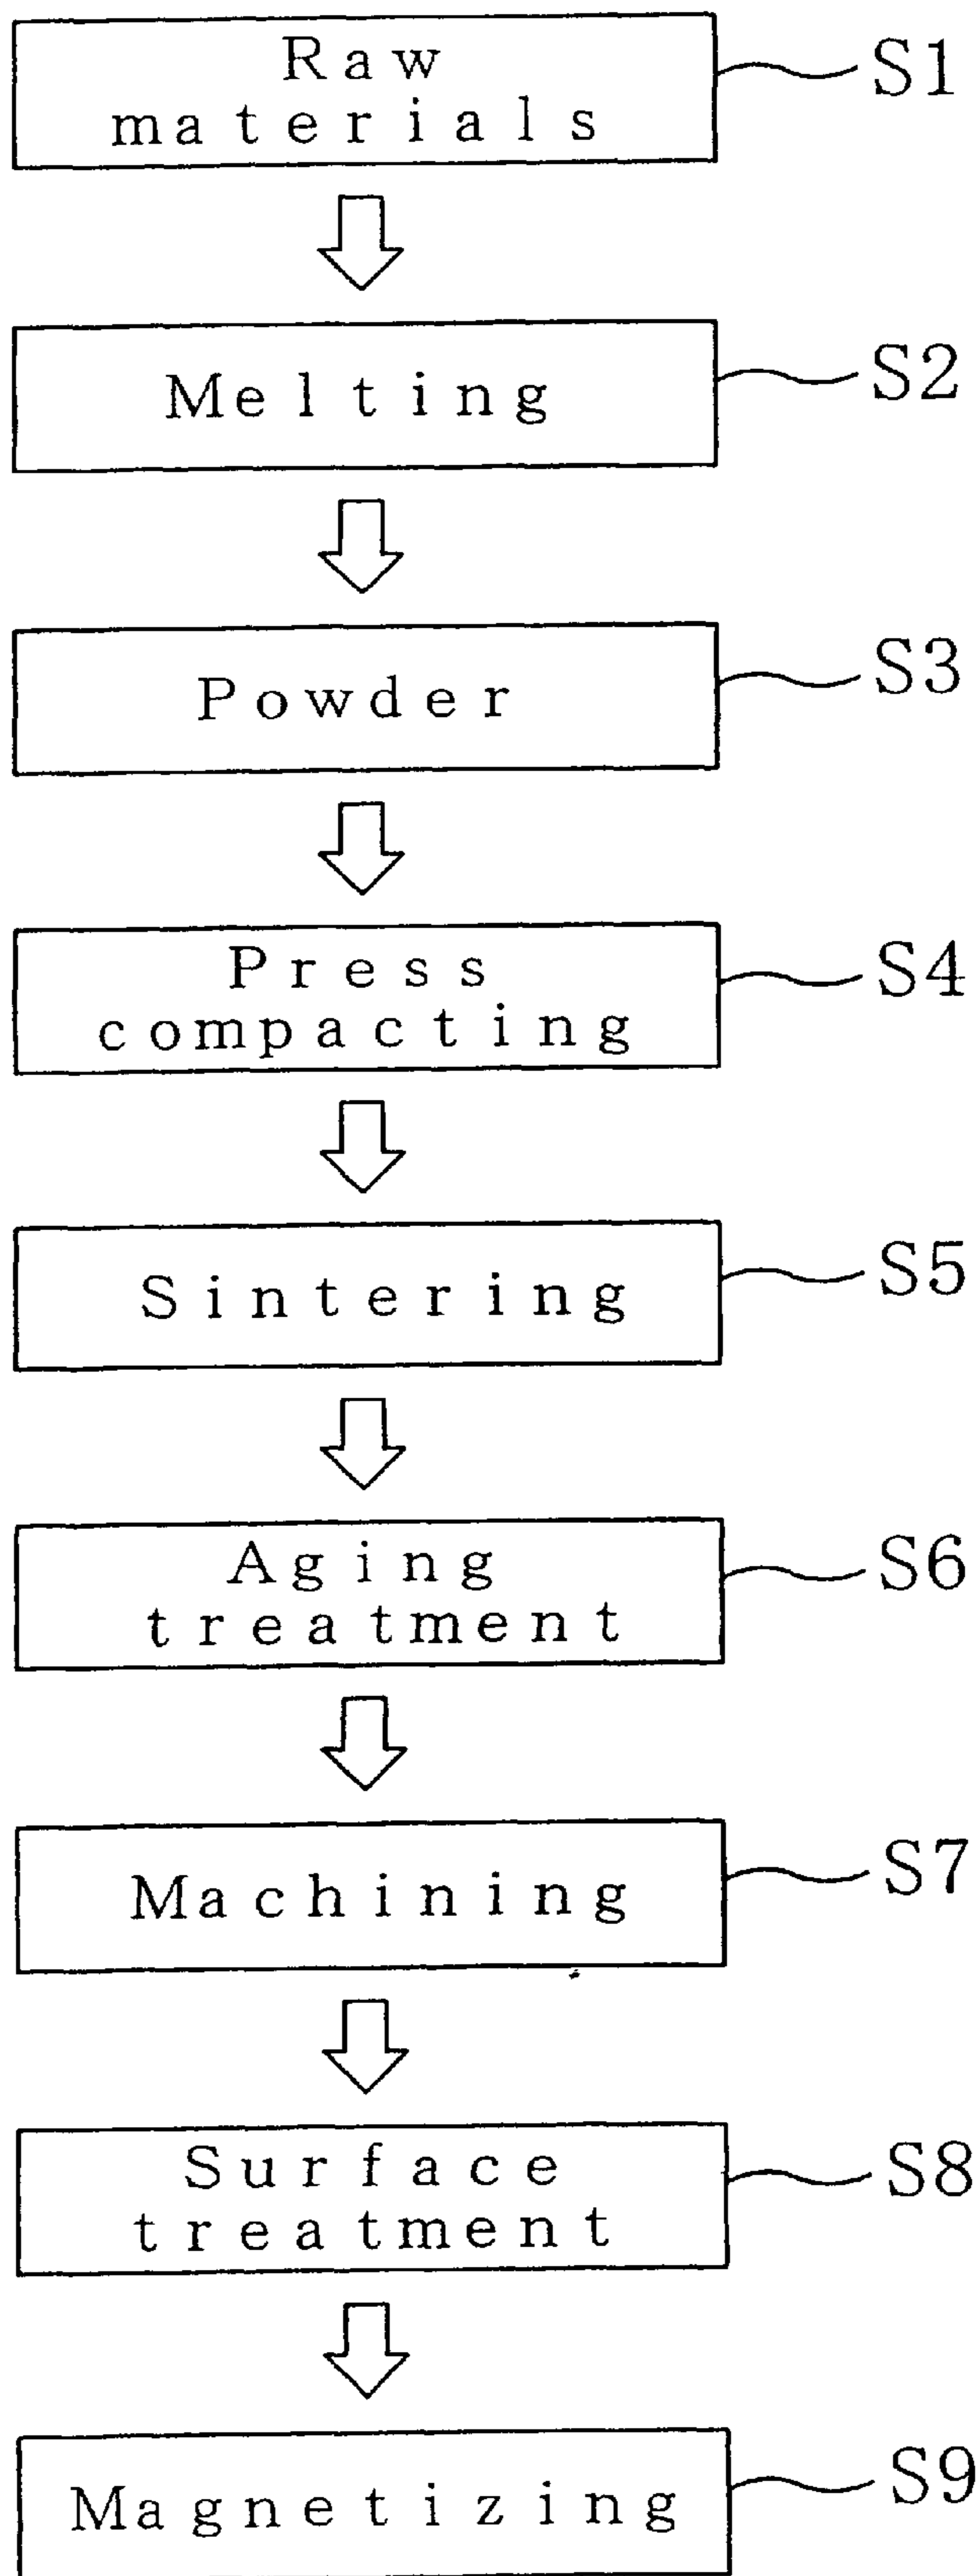 Raw
materials
S1
Melting
S2
Powder
S3
Press
compacting
S4
Sintering
S5
Aging
treatment
S6
Machining
S7
Surface
treatment
S8
Magnetizing
S9